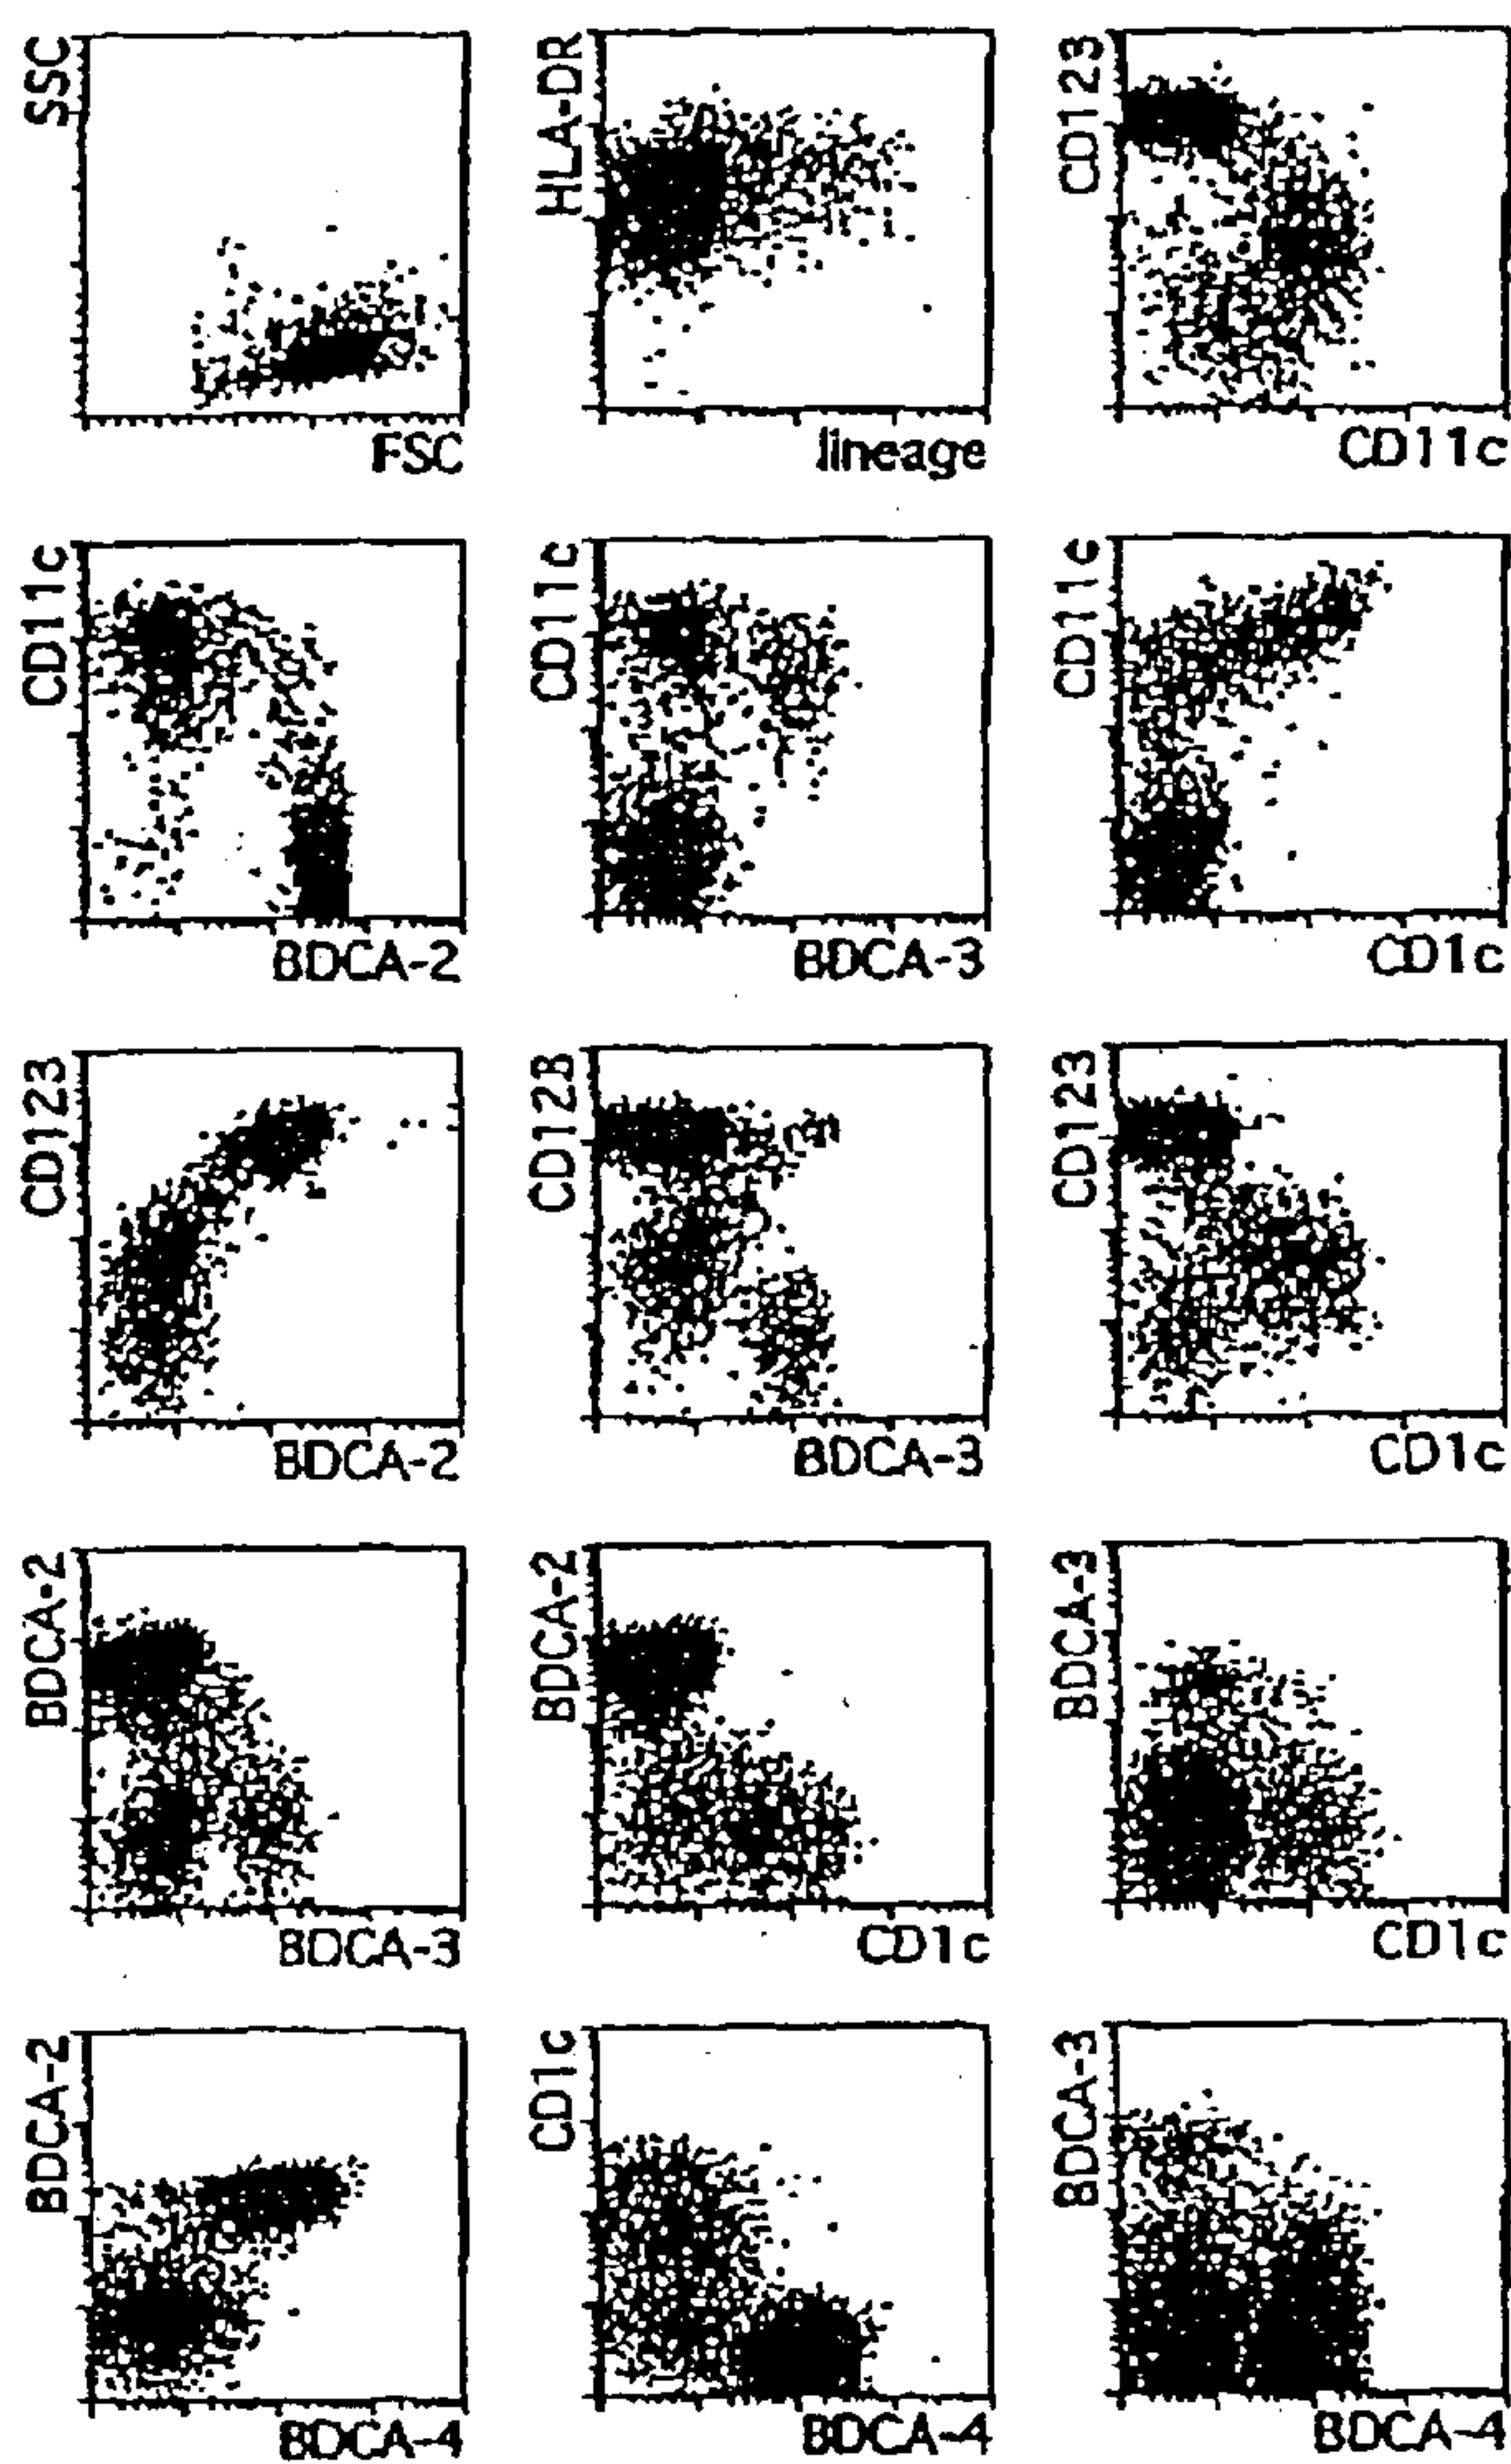 SSC HLA-DR CD123
FSC lineage CD11c
CD11c CD11c CD11c
BDCA-2 BDCA-3 CD1c
CD123 CD123 CD123
BDCA-2 BDCA-3 CD1c
BDCA-2 BDCA-2 BDCA-3
BDCA-3 CD1c CD1c
BDCA-2 CD1c BDCA-3
BDCA-4 BDCA-4 BDCA-4